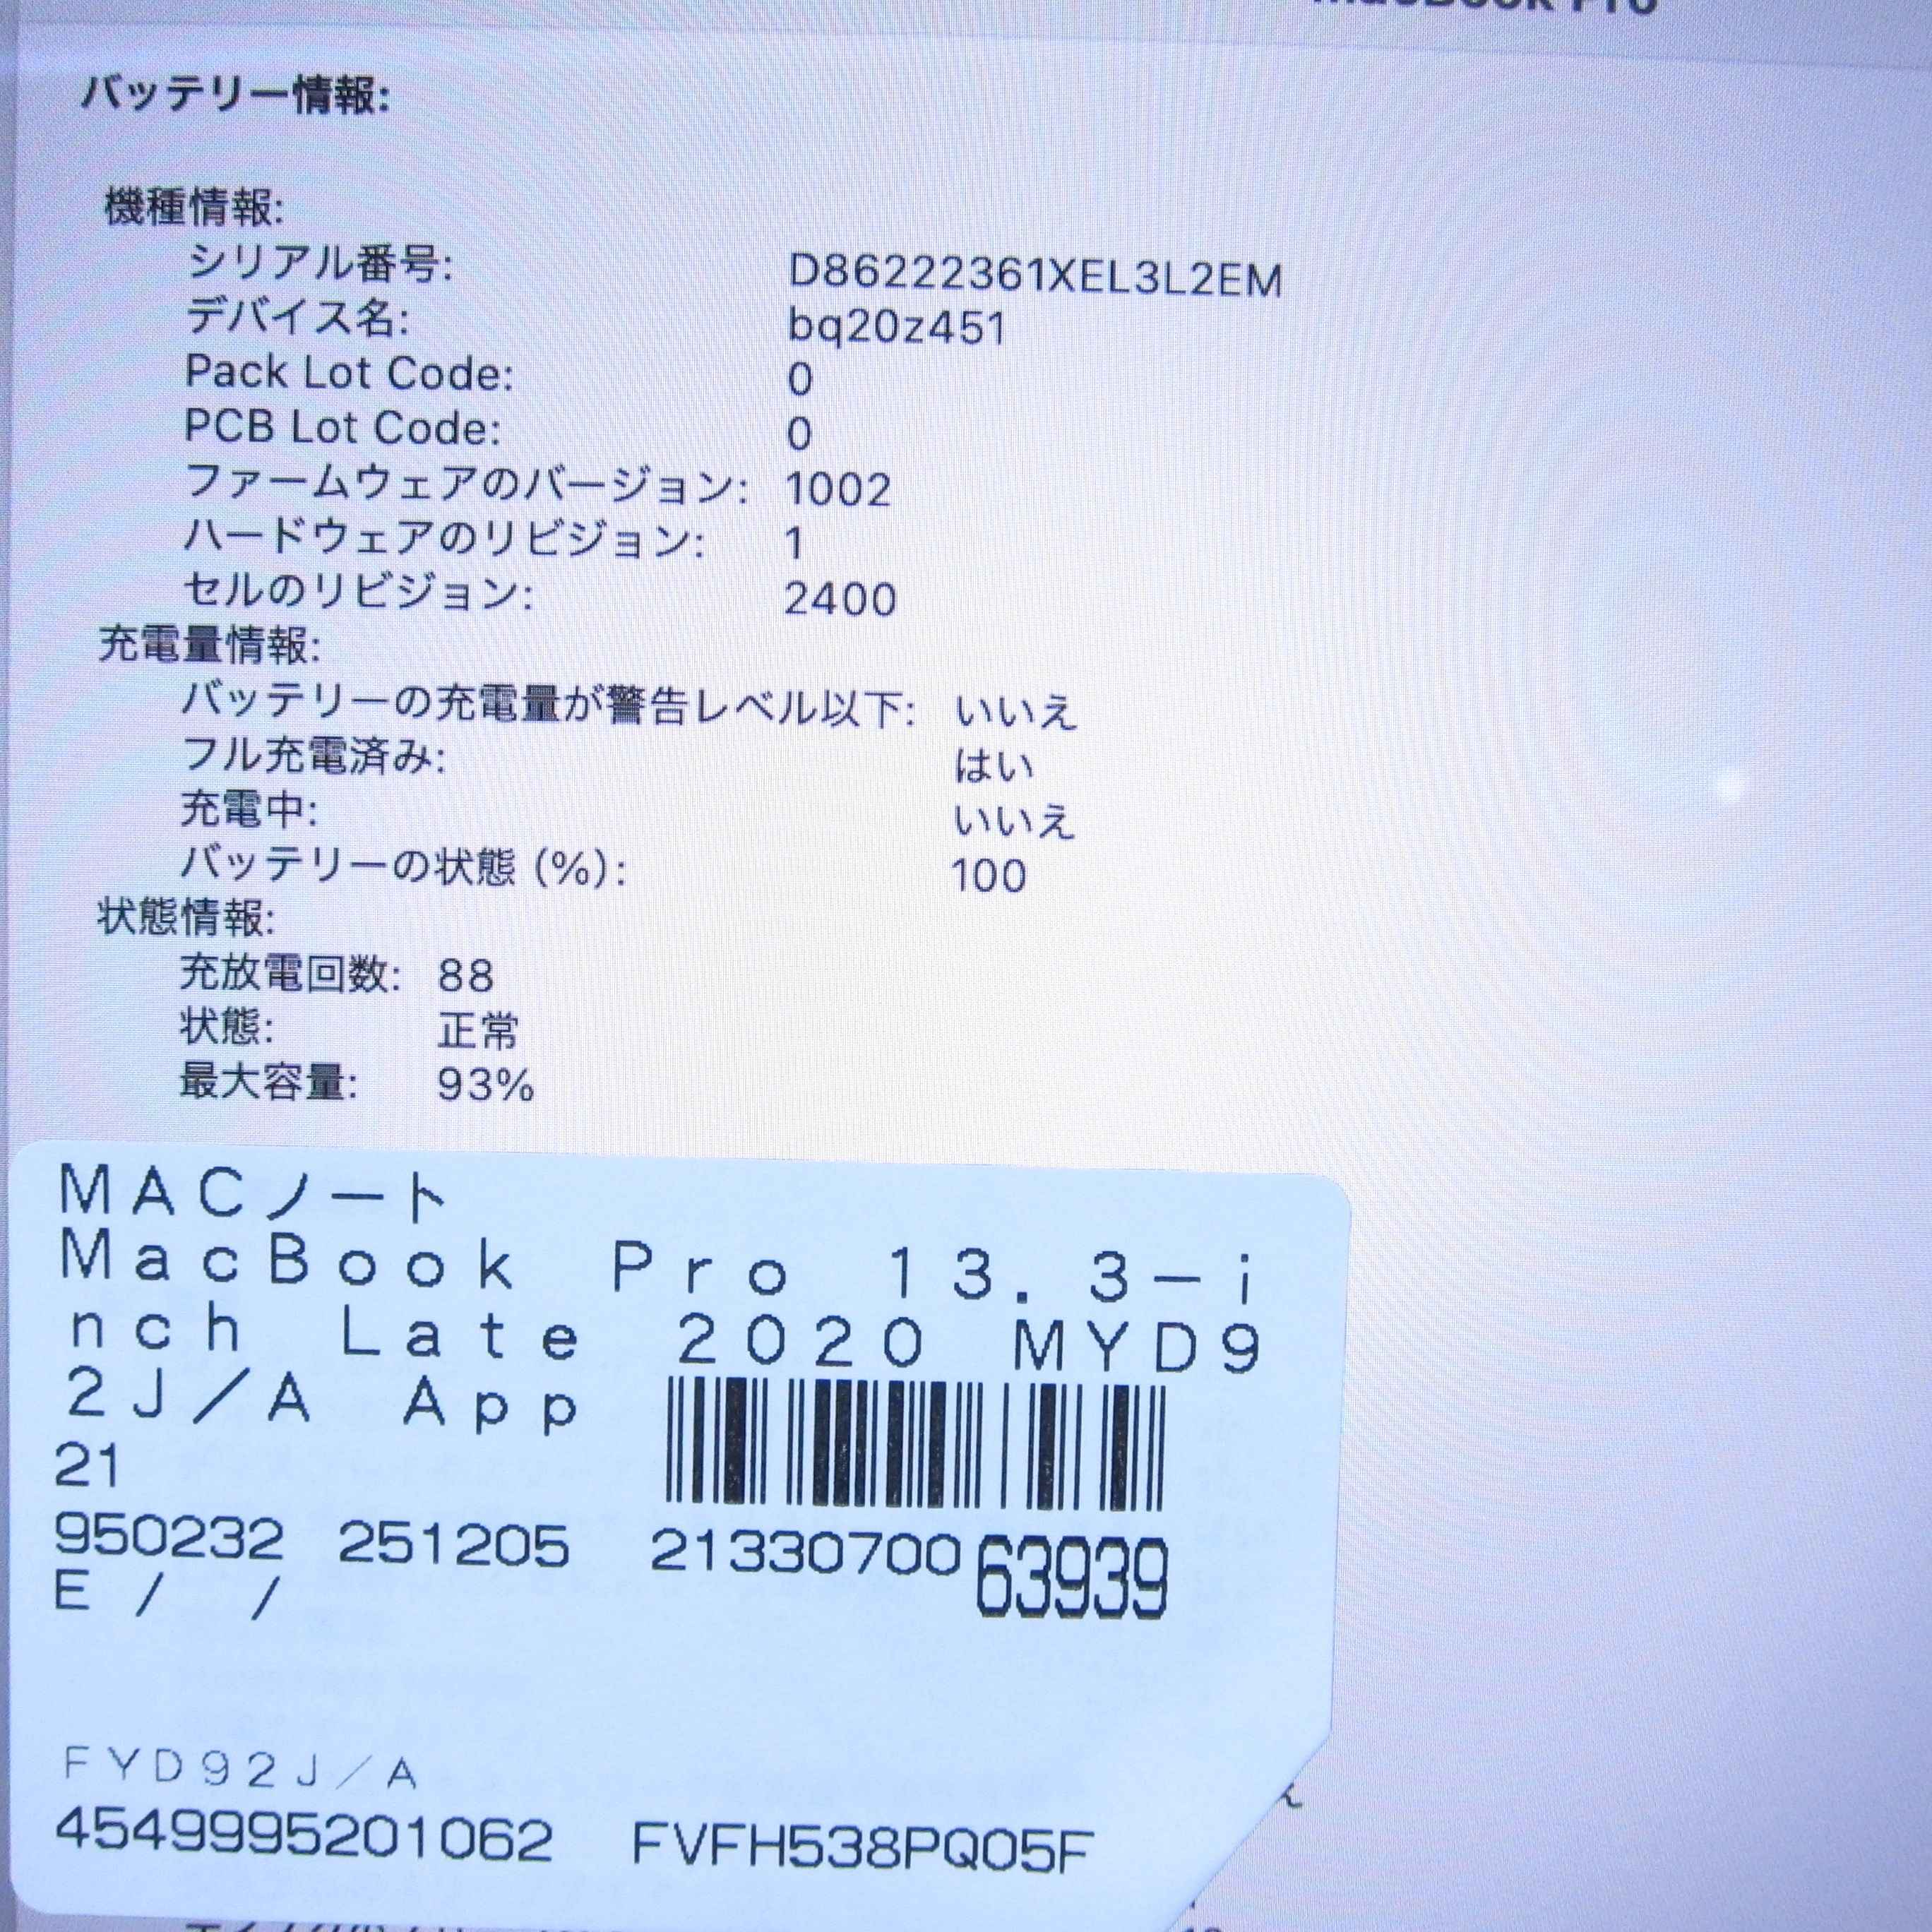 MacBook Pro
バッテリー情報:
機種情報:
シリアル番号: D86222361XEL3L2EM
デバイス名: bq20z451
Pack Lot Code: 0
PCB Lot Code: 0
ファームウェアのバージョン: 1002
ハードウェアのリビジョン: 1
セルのリビジョン: 2400
充電量情報:
バッテリーの充電量が警告レベル以下: いいえ
フル充電済み: はい
充電中: いいえ
バッテリーの状態 (%): 100
状態情報:
充放電回数: 88
状態: 正常
最大容量: 93%
MACノート
MacBook Pro 13.3-i
nch Late 2020 MYD9
2J/A App
21
950232 251205 2133070063939
E / /
FYD92J/A
4549995201062 FVFH538PQ05F